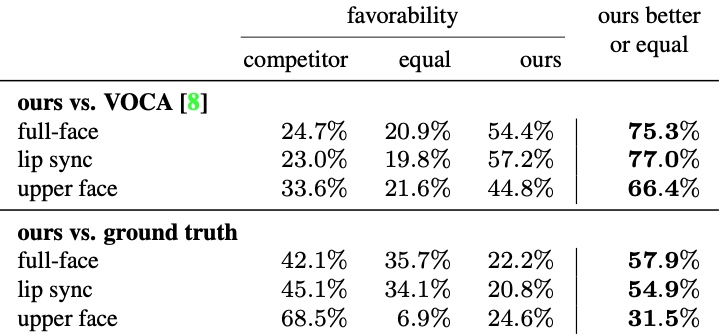 favorability ours better
competitor equal ours or equal
ours vs. VOCA [8]
full-face 24.7% 20.9% 54.4% 75.3%
lip sync 23.0% 19.8% 57.2% 77.0%
upper face 33.6% 21.6% 44.8% 66.4%
ours vs. ground truth
full-face 42.1% 35.7% 22.2% 57.9%
lip sync 45.1% 34.1% 20.8% 54.9%
upper face 68.5% 6.9% 24.6% 31.5%